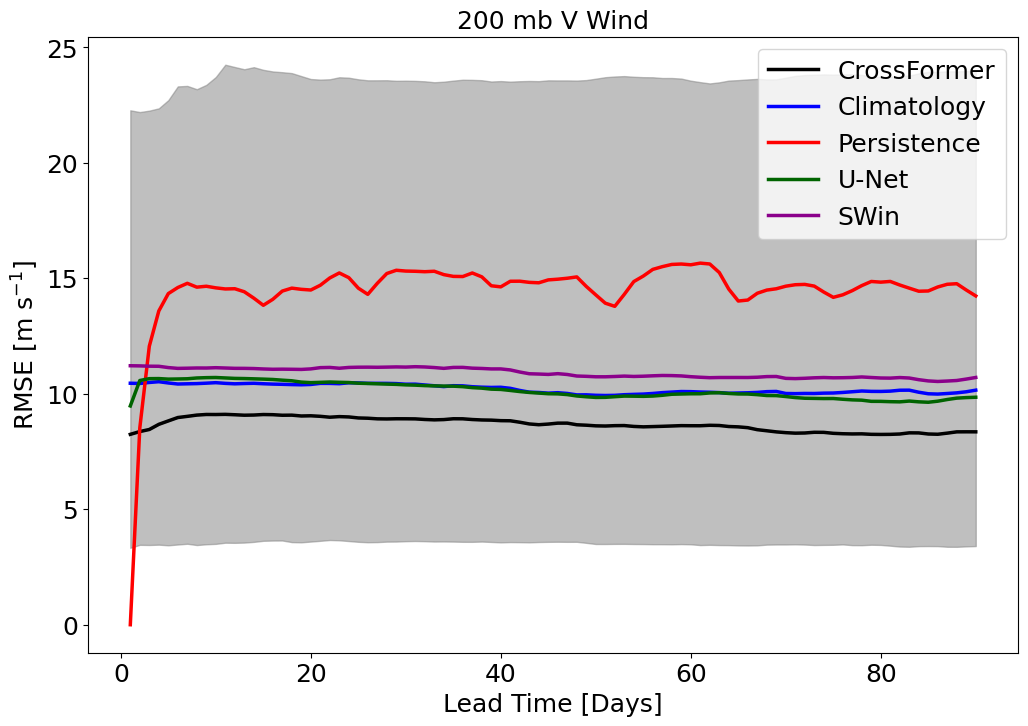 200 mb V Wind
25
20
15
10
5
0
RMSE [m s⁻¹]
CrossFormer
Climatology
Persistence
U-Net
SWin
0 20 40 60 80
Lead Time [Days]